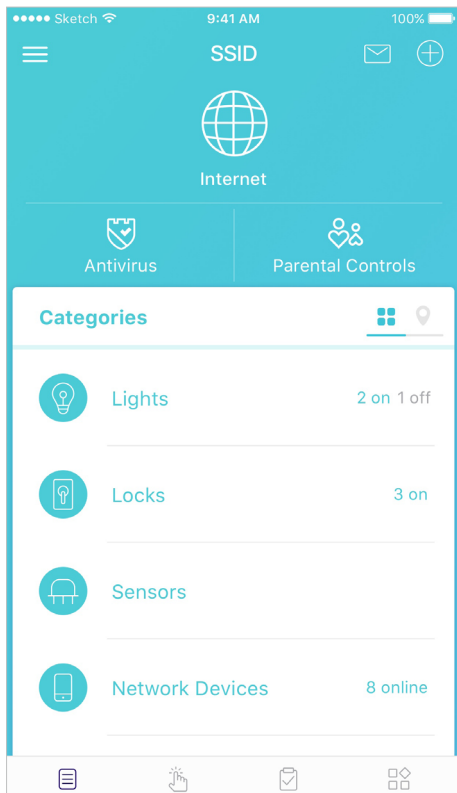 Sketch 9:41 AM 100%
SSID
Internet
Antivirus Parental Controls
Categories
Lights 2 on 1 off
Locks 3 on
Sensors
Network Devices 8 online